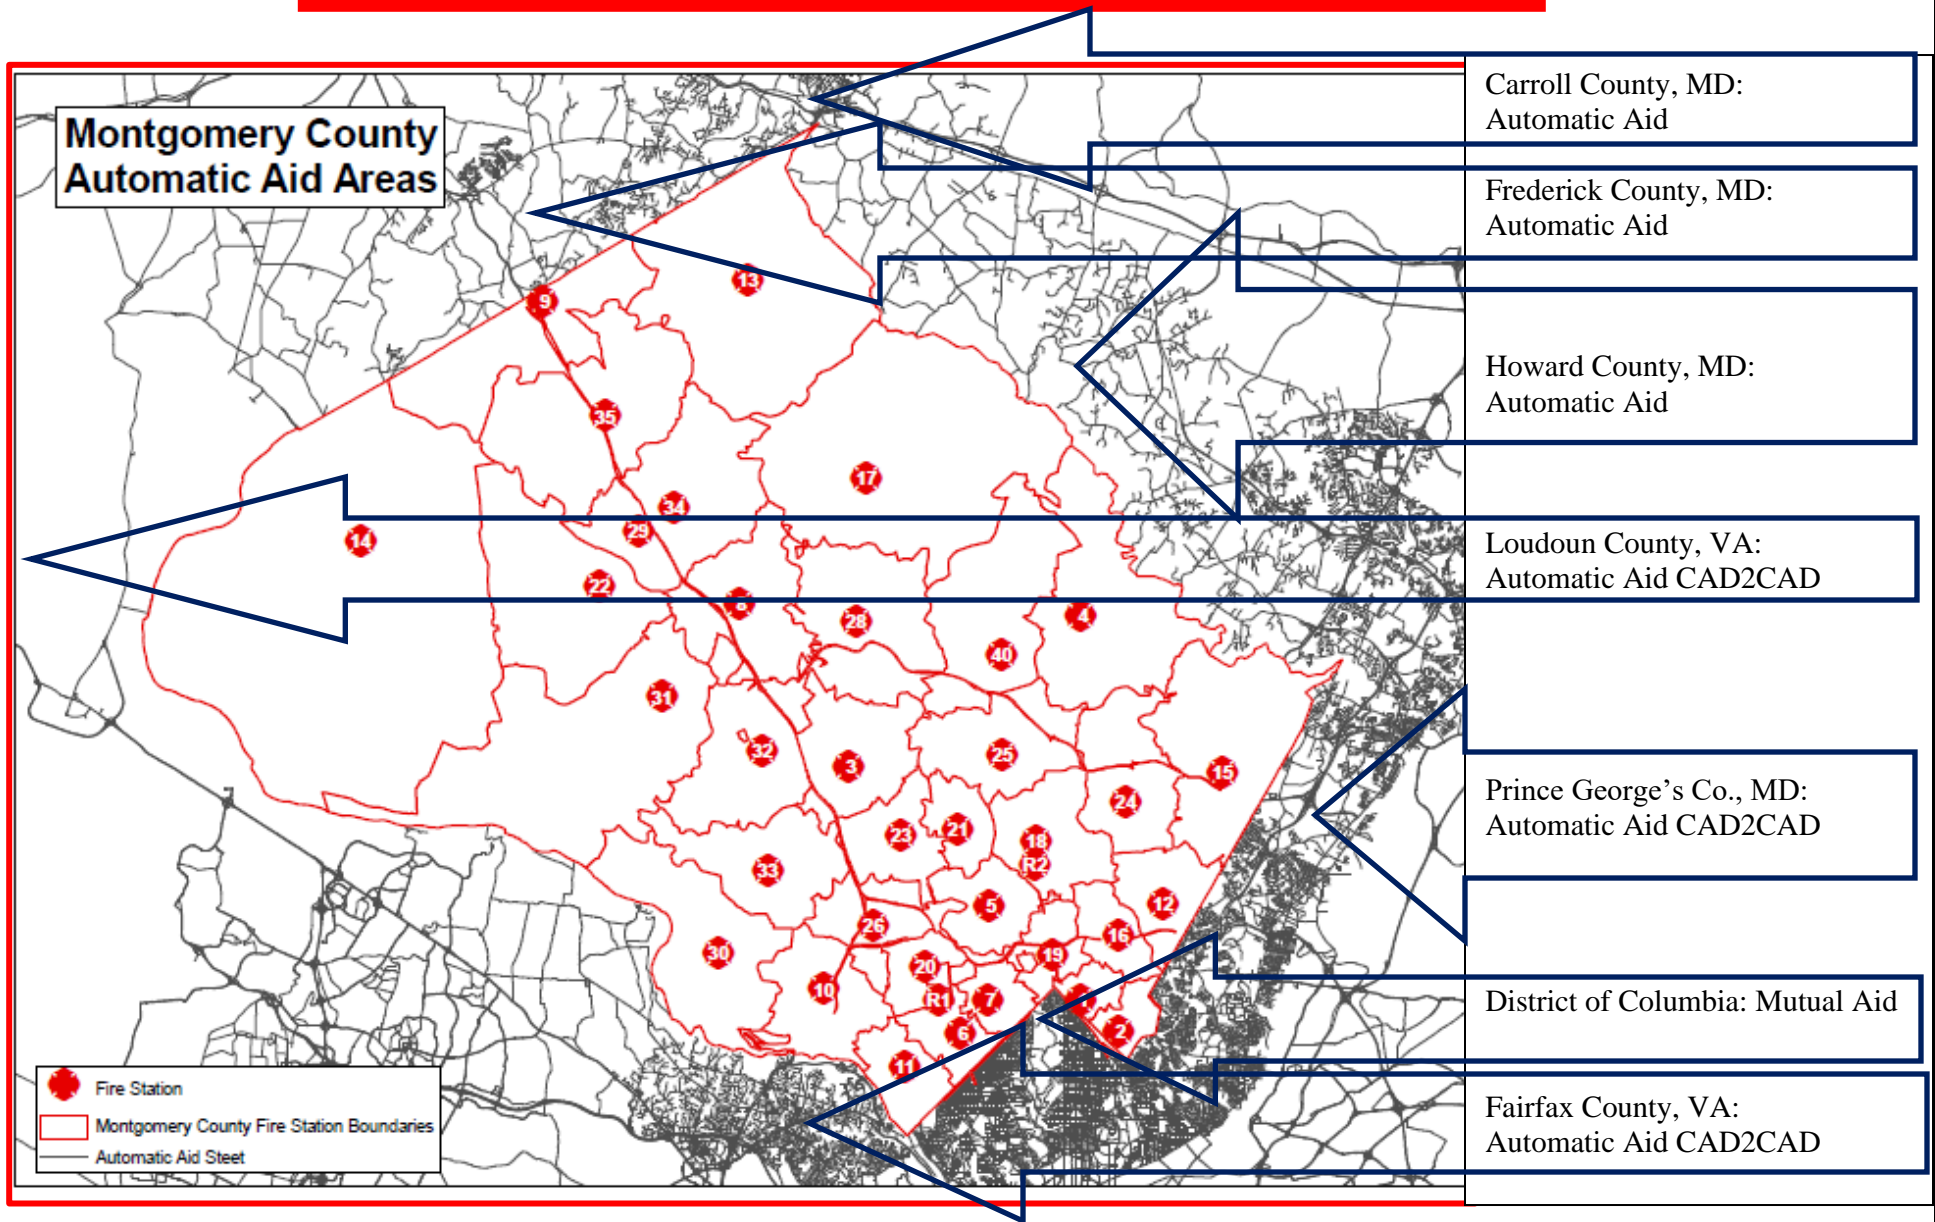 Montgomery County
Automatic Aid Areas
Carroll County, MD:
Automatic Aid
Frederick County, MD:
Automatic Aid
Howard County, MD:
Automatic Aid
Loudoun County, VA:
Automatic Aid CAD2CAD
Prince George’s Co., MD:
Automatic Aid CAD2CAD
District of Columbia: Mutual Aid
Fairfax County, VA:
Automatic Aid CAD2CAD
13
9
35
17
34
29
14
22
8
28
4
40
31
32
3
25
15
24
23
21
18
R2
33
5
12
26
16
30
19
20
10
R1
7
1
2
6
11
Fire Station
Montgomery County Fire Station Boundaries
Automatic Aid Steet